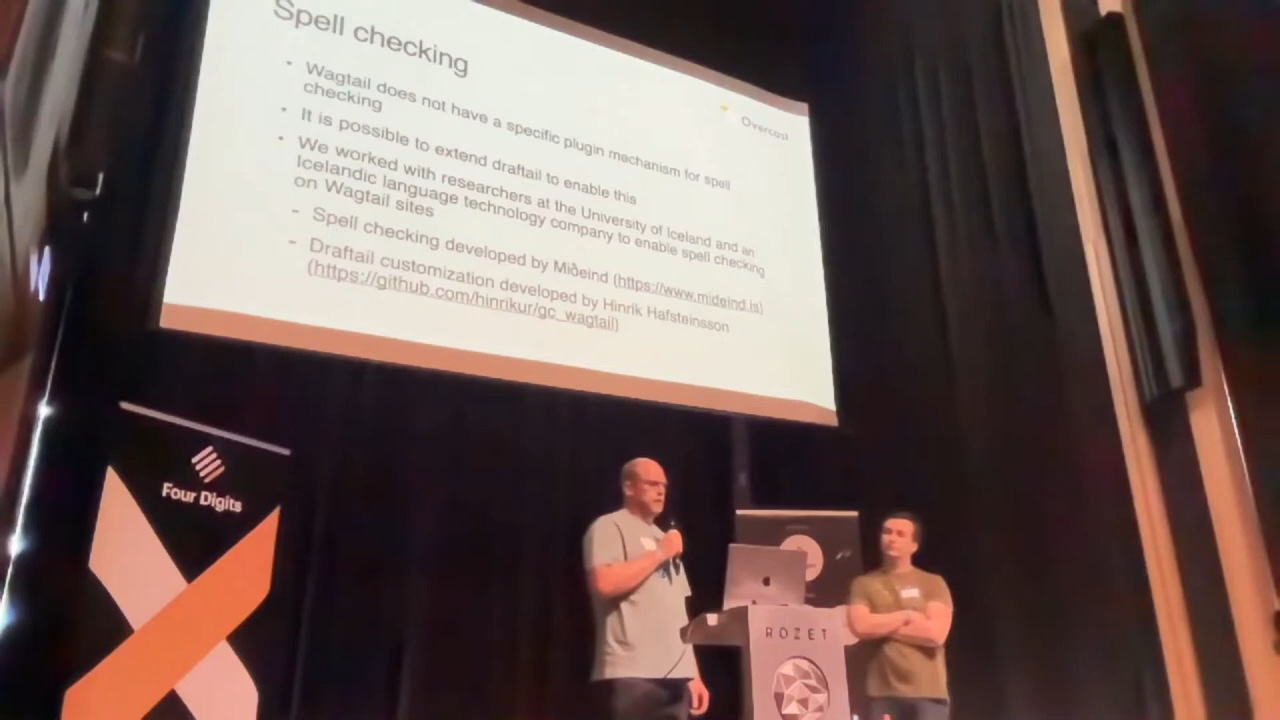 Spell checking
Overcast
• Wagtail does not have a specific plugin mechanism for spell
checking
• It is possible to extend draftail to enable this
• We worked with researchers at the University of Iceland and an
Icelandic language technology company to enable spell checking
on Wagtail sites
- Spell checking developed by Miðeind (https://www.mideind.is)
- Draftail customization developed by Hinrik Hafsteinsson
(https://github.com/hinrikur/gc_wagtail)
Four Digits
ROZET